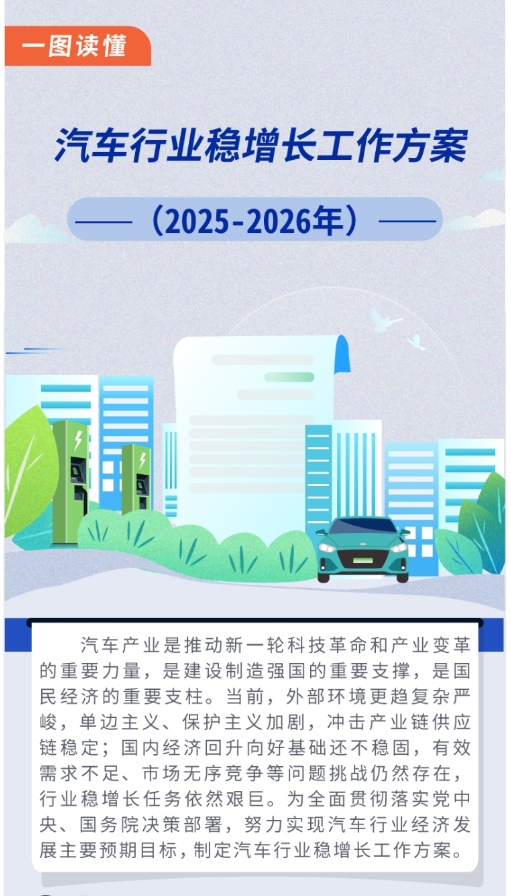 一图读懂
汽车行业稳增长工作方案
（2025-2026年）
汽车产业是推动新一轮科技革命和产业变革
的重要力量，是建设制造强国的重要支撑，是国
民经济的重要支柱。当前，外部环境更趋复杂严
峻，单边主义、保护主义加剧，冲击产业链供应
链稳定；国内经济回升向好基础还不稳固，有效
需求不足、市场无序竞争等问题挑战仍然存在，
行业稳增长任务依然艰巨。为全面贯彻落实党中
央、国务院决策部署，努力实现汽车行业经济发
展主要预期目标，制定汽车行业稳增长工作方案。